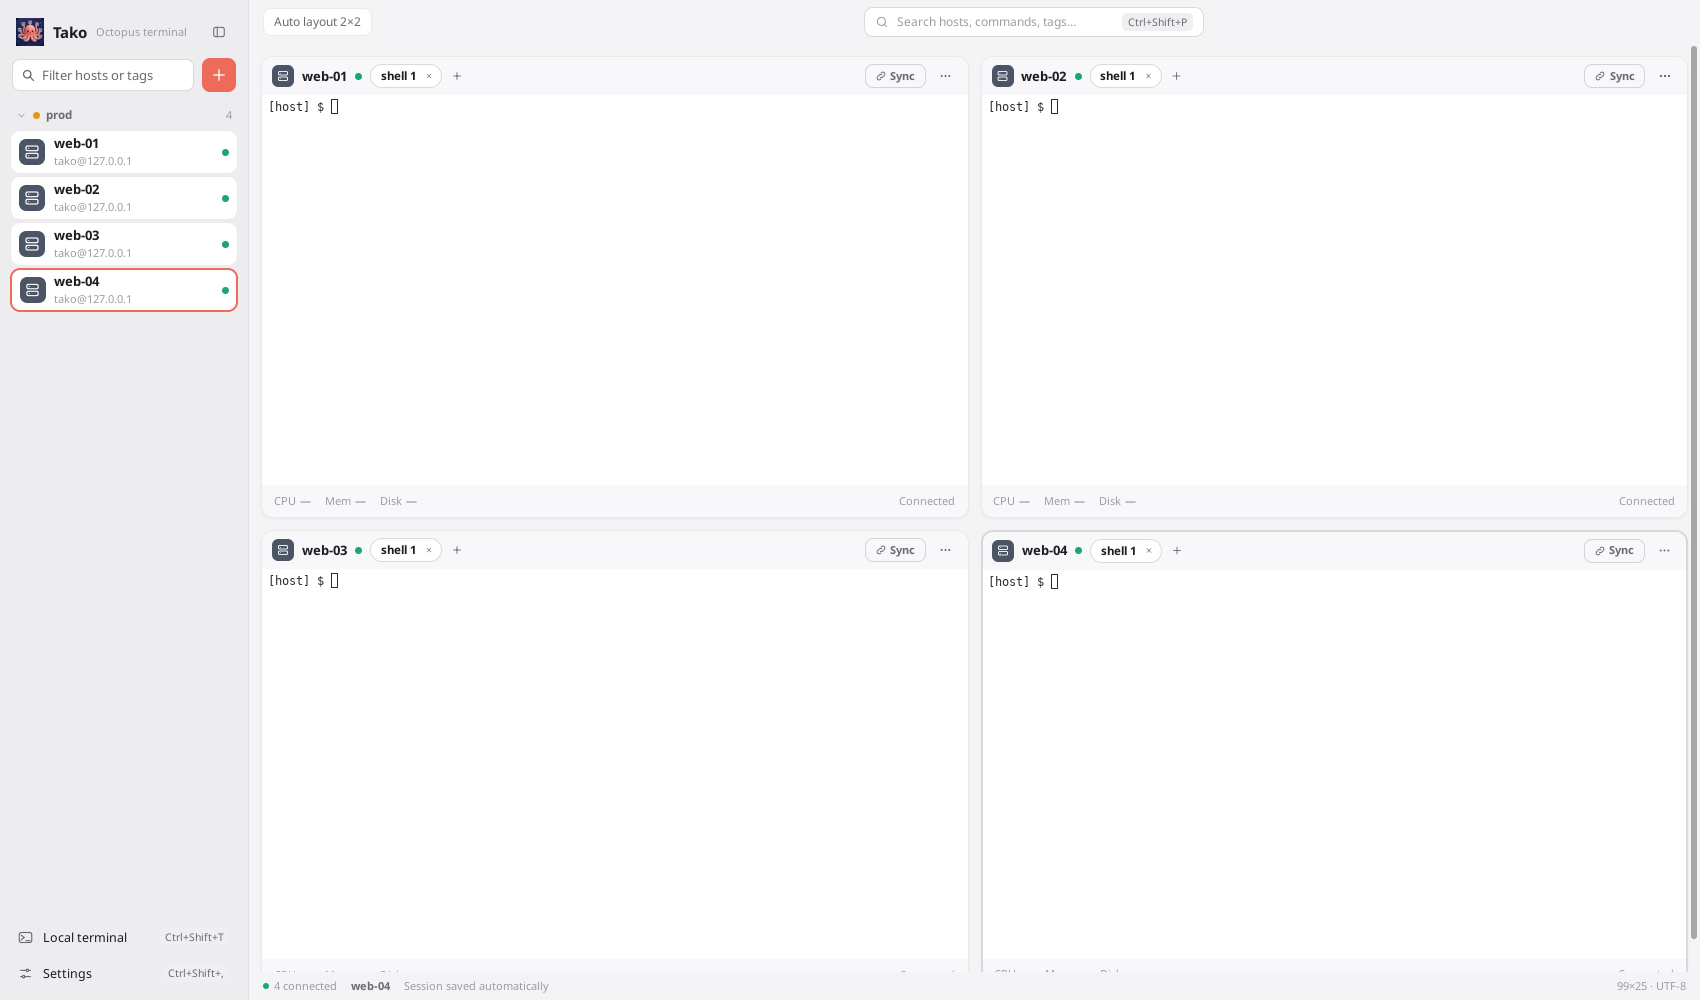 Tako Octopus terminal
Filter hosts or tags
prod 4
web-01
tako@127.0.0.1
web-02
tako@127.0.0.1
web-03
tako@127.0.0.1
web-04
tako@127.0.0.1
Local terminal Ctrl+Shift+T
Settings Ctrl+Shift+,
Auto layout 2×2
Search hosts, commands, tags... Ctrl+Shift+P
web-01 shell 1 × + Sync ...
[host] $
CPU — Mem — Disk — Connected
web-02 shell 1 × + Sync ...
[host] $
CPU — Mem — Disk — Connected
web-03 shell 1 × + Sync ...
[host] $
web-04 shell 1 × + Sync ...
[host] $
4 connected web-04 Session saved automatically
99×25 · UTF-8